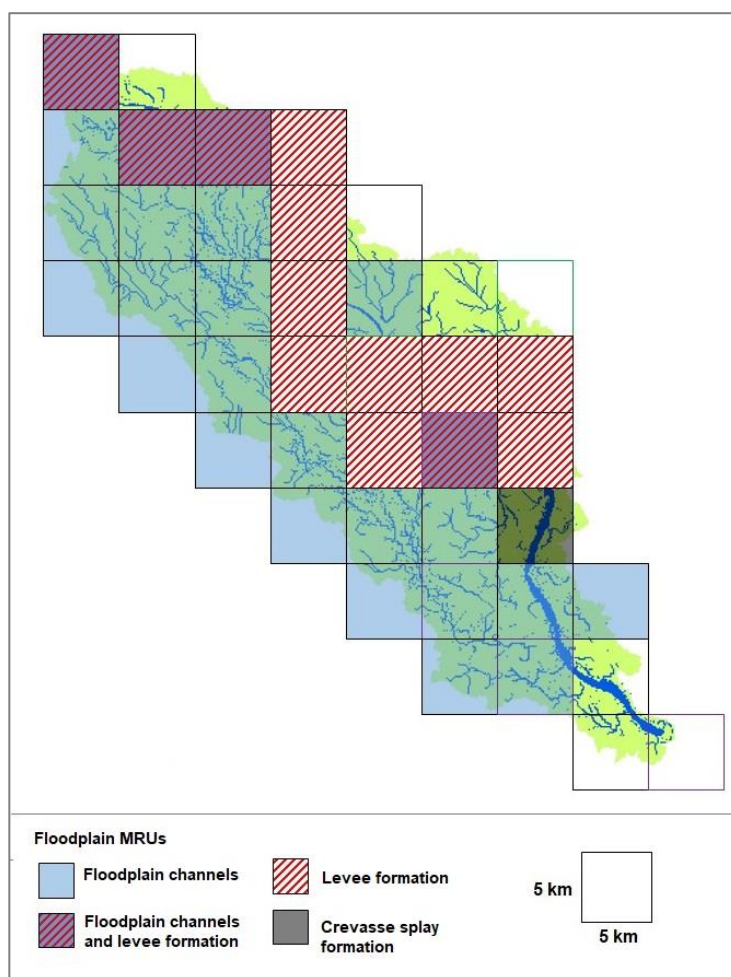 Floodplain MRUs
Floodplain channels
Levee formation
Floodplain channels
and levee formation
Crevasse splay
formation
5 km
5 km